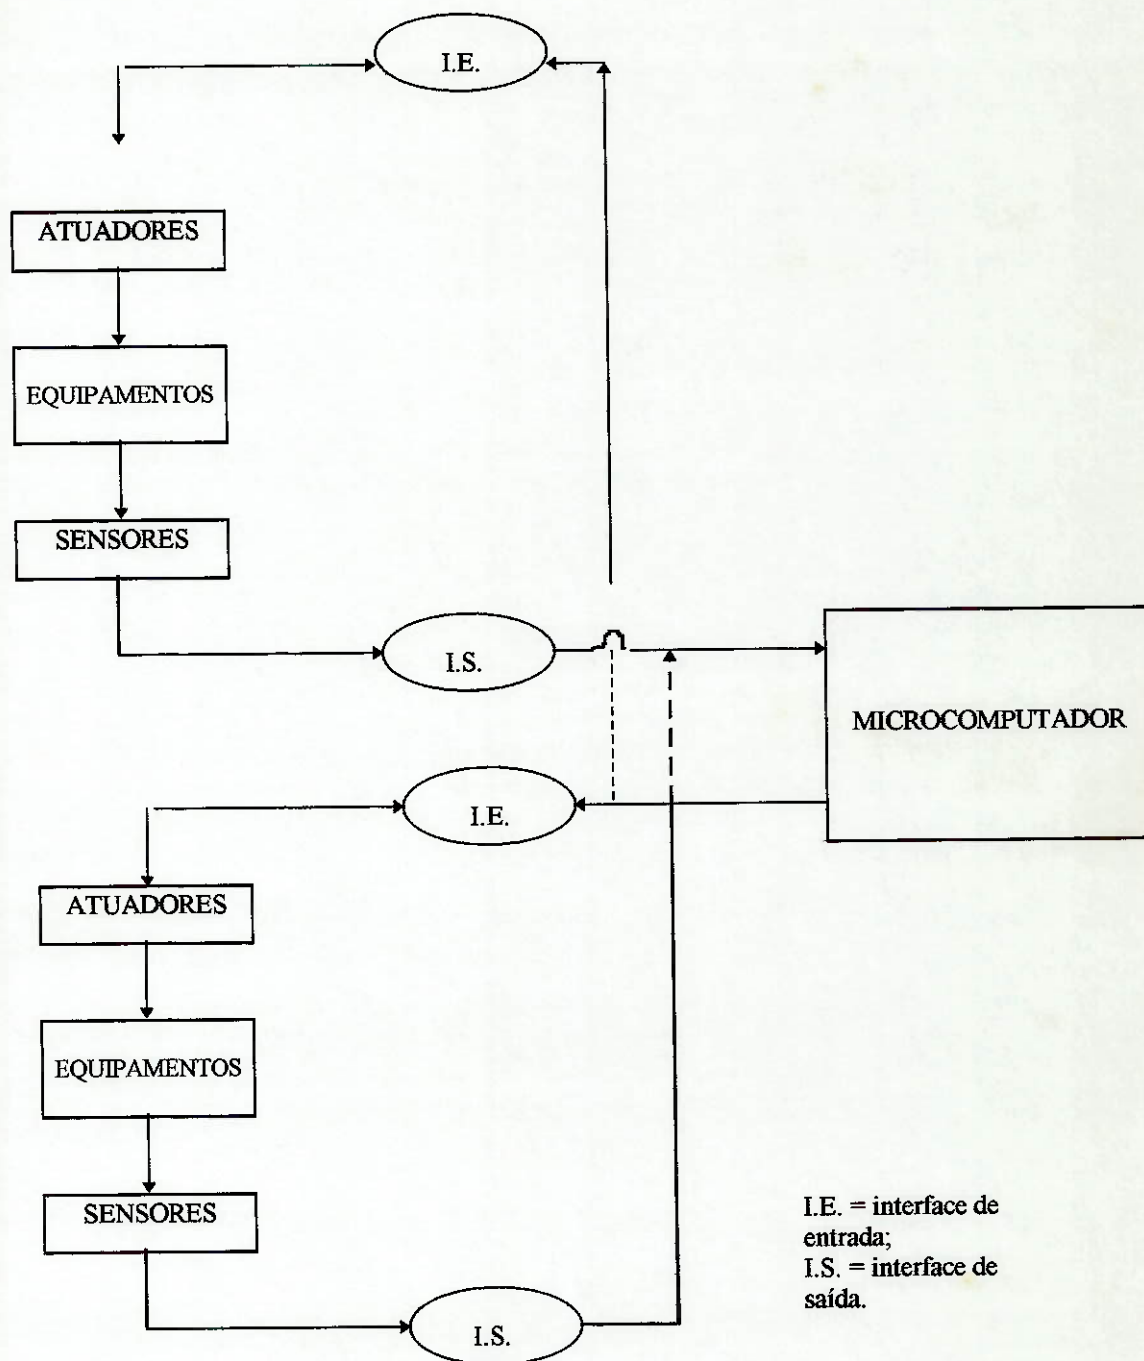 I.E.
ATUADORES
EQUIPAMENTOS
SENSORES
I.S.
MICROCOMPUTADOR
I.E.
ATUADORES
EQUIPAMENTOS
SENSORES
I.E. = interface de
entrada;
I.S. = interface de
saída.
I.S.